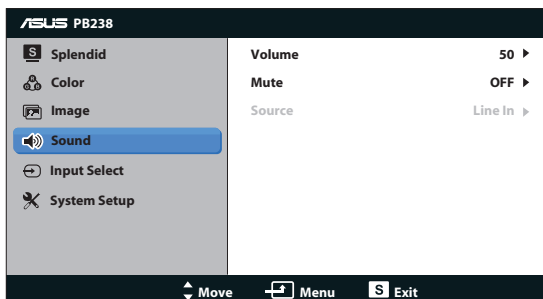 ASUS PB238
S Splendid
Color
Image
Sound
Input Select
System Setup
Volume 50
Mute OFF
Source Line In
Move Menu S Exit